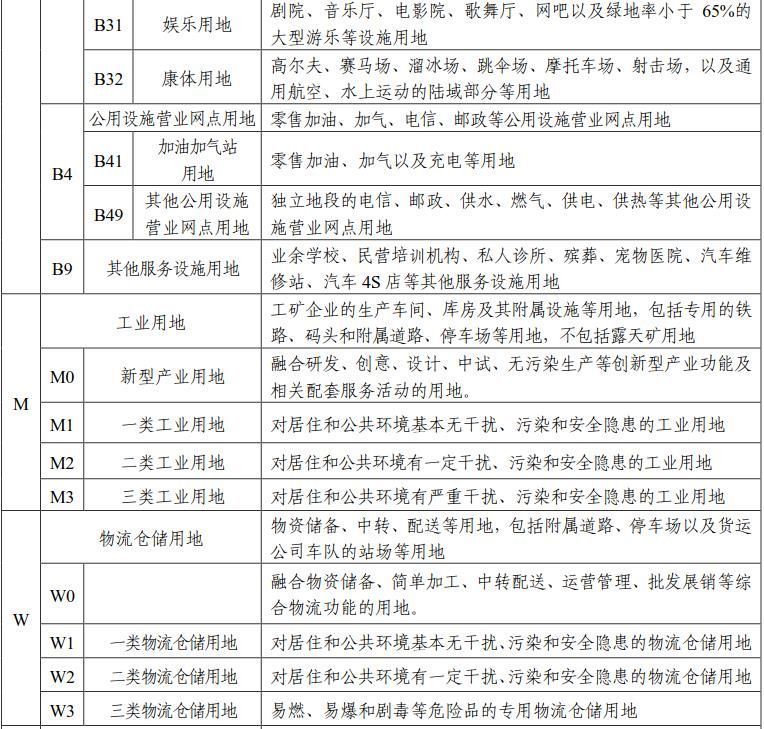 B31 娱乐用地 剧院、音乐厅、电影院、歌舞厅、网吧以及绿地率小于 65%的
大型游乐等设施用地
B32 康体用地 高尔夫、赛马场、溜冰场、跳伞场、摩托车场、射击场，以及通
用航空、水上运动的陆域部分等用地
B4
公用设施营业网点用地 零售加油、加气、电信、邮政等公用设施营业网点用地
B41 加油加气站
用地
零售加油、加气以及充电等用地
B49 其他公用设施
营业网点用地
独立地段的电信、邮政、供水、燃气、供电、供热等其他公用设
施营业网点用地
B9 其他服务设施用地 业余学校、民营培训机构、私人诊所、殡葬、宠物医院、汽车维
修站、汽车 4S 店等其他服务设施用地
M
工业用地 工矿企业的生产车间、库房及其附属设施等用地，包括专用的铁
路、码头和附属道路、停车场等用地，不包括露天矿用地
M0 新型产业用地 融合研发、创意、设计、中试、无污染生产等创新型产业功能及
相关配套服务活动的用地。
M1 一类工业用地 对居住和公共环境基本无干扰、污染和安全隐患的工业用地
M2 二类工业用地 对居住和公共环境有一定干扰、污染和安全隐患的工业用地
M3 三类工业用地 对居住和公共环境有严重干扰、污染和安全隐患的工业用地
W
物流仓储用地 物资储备、中转、配送等用地，包括附属道路、停车场以及货运
公司车队的站场等用地
W0 融合物资储备、简单加工、中转配送、运营管理、批发展销等综
合物流功能的用地。
W1 一类物流仓储用地 对居住和公共环境基本无干扰、污染和安全隐患的物流仓储用地
W2 二类物流仓储用地 对居住和公共环境有一定干扰、污染和安全隐患的物流仓储用地
W3 三类物流仓储用地 易燃、易爆和剧毒等危险品的专用物流仓储用地